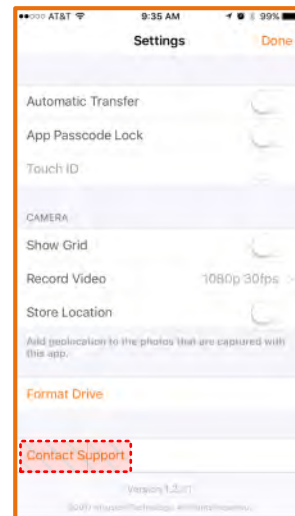 AT&T 9:35 AM 99%
Settings Done
Automatic Transfer
App Passcode Lock
Touch ID
CAMERA
Show Grid
Record Video 1080p 30fps
Store Location
Add geolocation to the photos that are captured with
this app.
Format Drive
Contact Support
Version